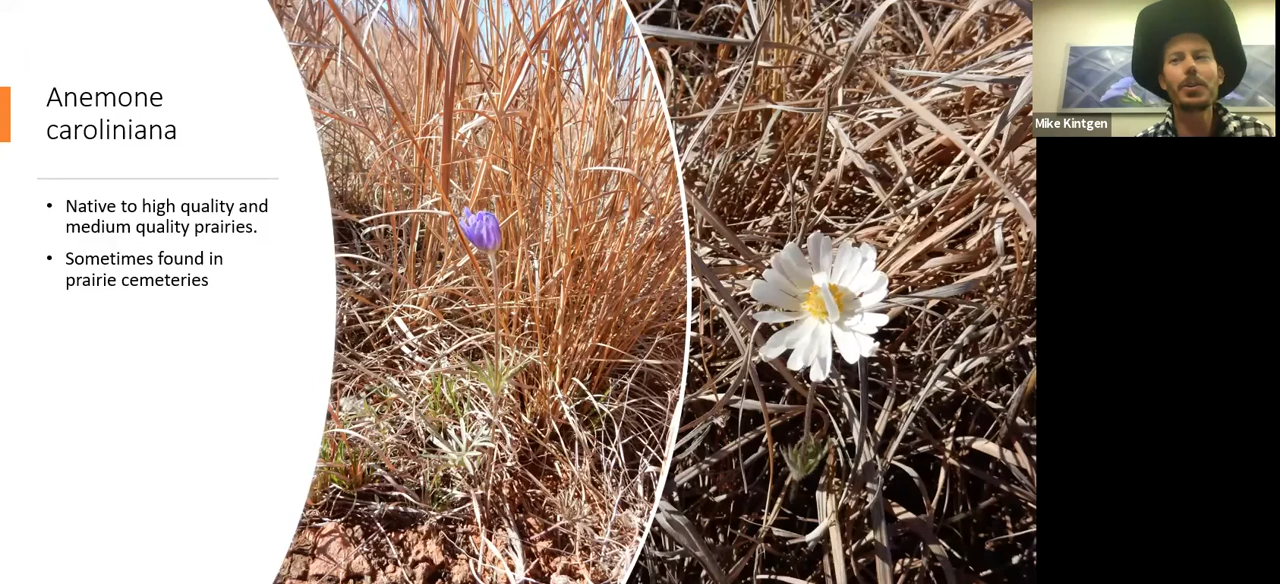 Anemone
caroliniana
• Native to high quality and
medium quality prairies.
• Sometimes found in
prairie cemeteries
Mike Kintgen